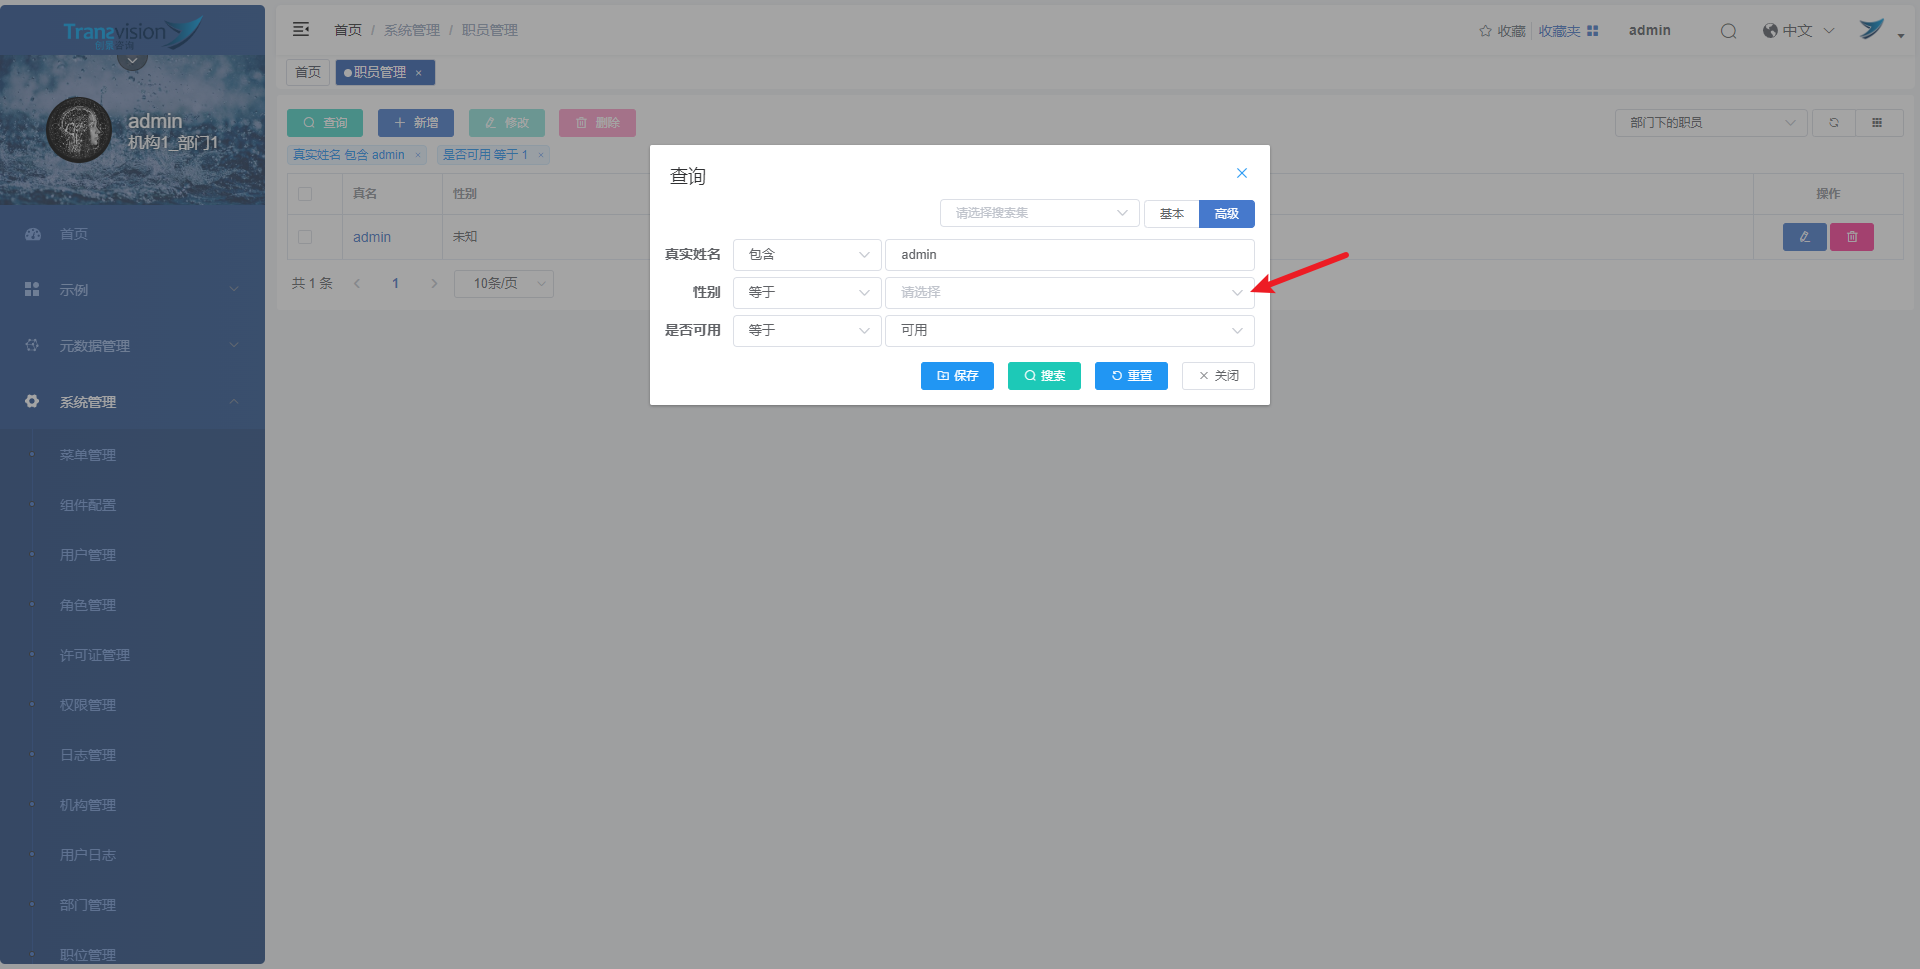 Transvision
创景咨询
首页 / 系统管理 / 职员管理
收藏 收藏夹 admin 中文
首页 职员管理 ×
admin
机构1_部门1
查询 新增 修改 删除 部门下的职员
真实姓名 包含 admin × 是否可用 等于 1 ×
真名 性别 操作
admin 未知
共 1 条 1 10条/页
首页
示例
元数据管理
系统管理
菜单管理
组件配置
用户管理
角色管理
许可证管理
权限管理
日志管理
机构管理
用户日志
部门管理
职位管理
查询
请选择搜索集 基本 高级
真实姓名 包含 admin
性别 等于 请选择
是否可用 等于 可用
保存 搜索 重置 关闭